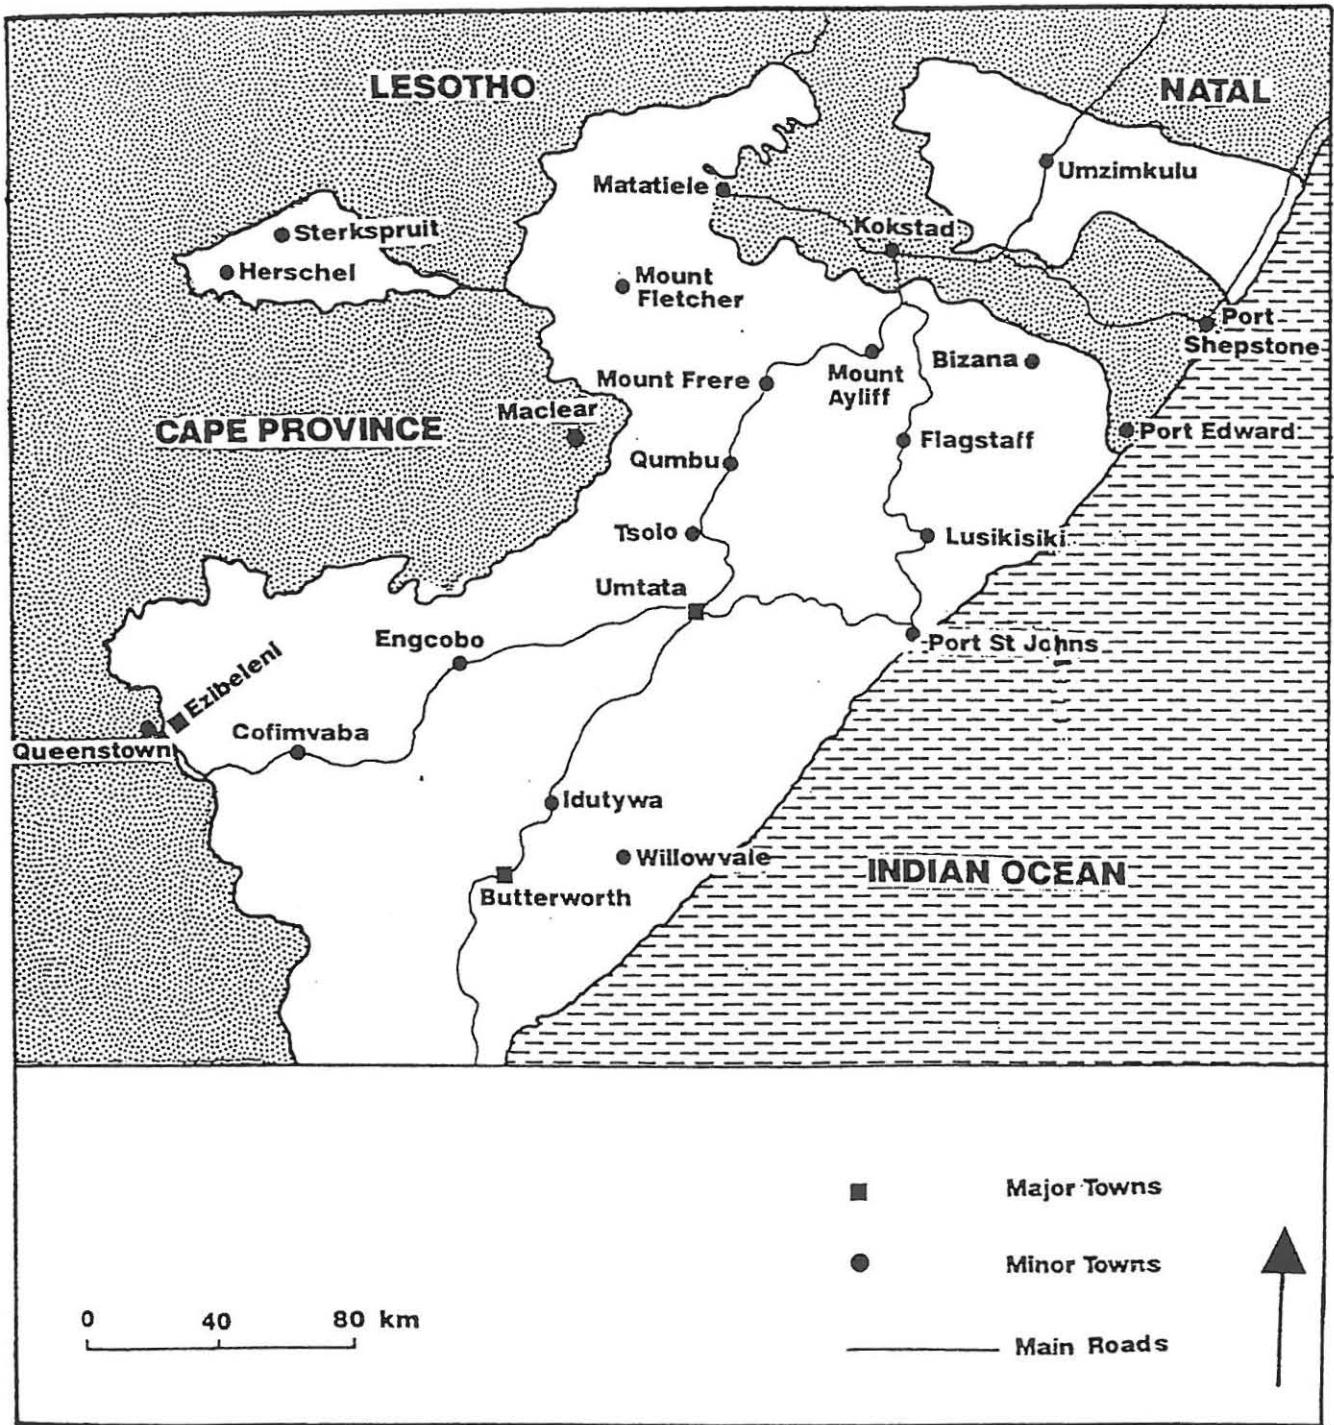 LESOTHO
NATAL
Umzimkulu
Matatiele
Kokstad
Sterkspruit
Herschel
Mount
Fletcher
Port
Shepstone
Bizana
Mount
Ayliff
Mount Frere
Maclear
CAPE PROVINCE
Flagstaff
Port Edward
Qumbu
Tsolo
Lusikisiki
Umtata
Engcobo
Port St Johns
Ezibeleni
Queenstown
Cofimvaba
Idutywa
Willowvale
INDIAN OCEAN
Butterworth
Major Towns
Minor Towns
0 40 80 km
Main Roads